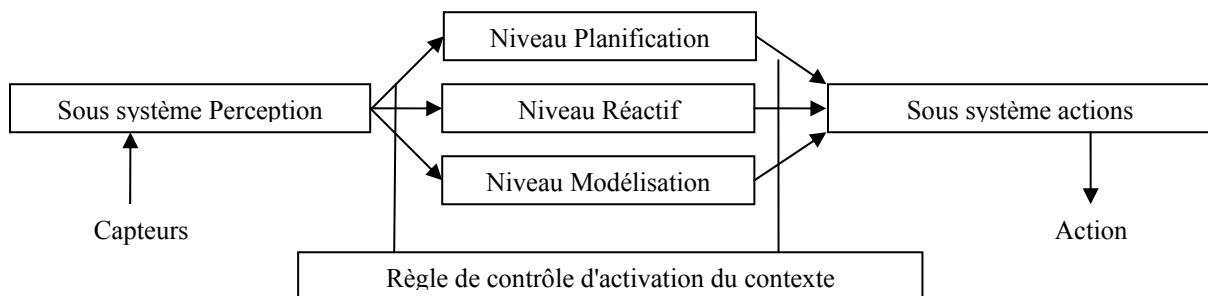 Niveau Planification
Sous système Perception
Niveau Réactif
Sous système actions
Niveau Modélisation
Capteurs
Action
Règle de contrôle d'activation du contexte